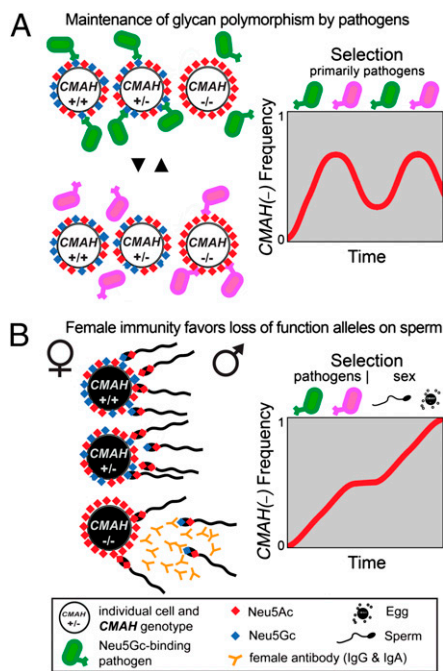 A
Maintenance of glycan polymorphism by pathogens
CMAH
+/+
CMAH
+/-
CMAH
-/-
CMAH
+/+
CMAH
+/-
CMAH
-/-
Selection
primarily pathogens
1
CMAH(-) Frequency
0
Time
B
Female immunity favors loss of function alleles on sperm
♀
♂
CMAH
+/+
CMAH
+/-
CMAH
-/-
Selection
pathogens | sex
1
CMAH(-) Frequency
0
Time
CMAH
+/-
individual cell and
CMAH genotype
Neu5Gc-binding
pathogen
Neu5Ac
Neu5Gc
female antibody (IgG & IgA)
Egg
Sperm